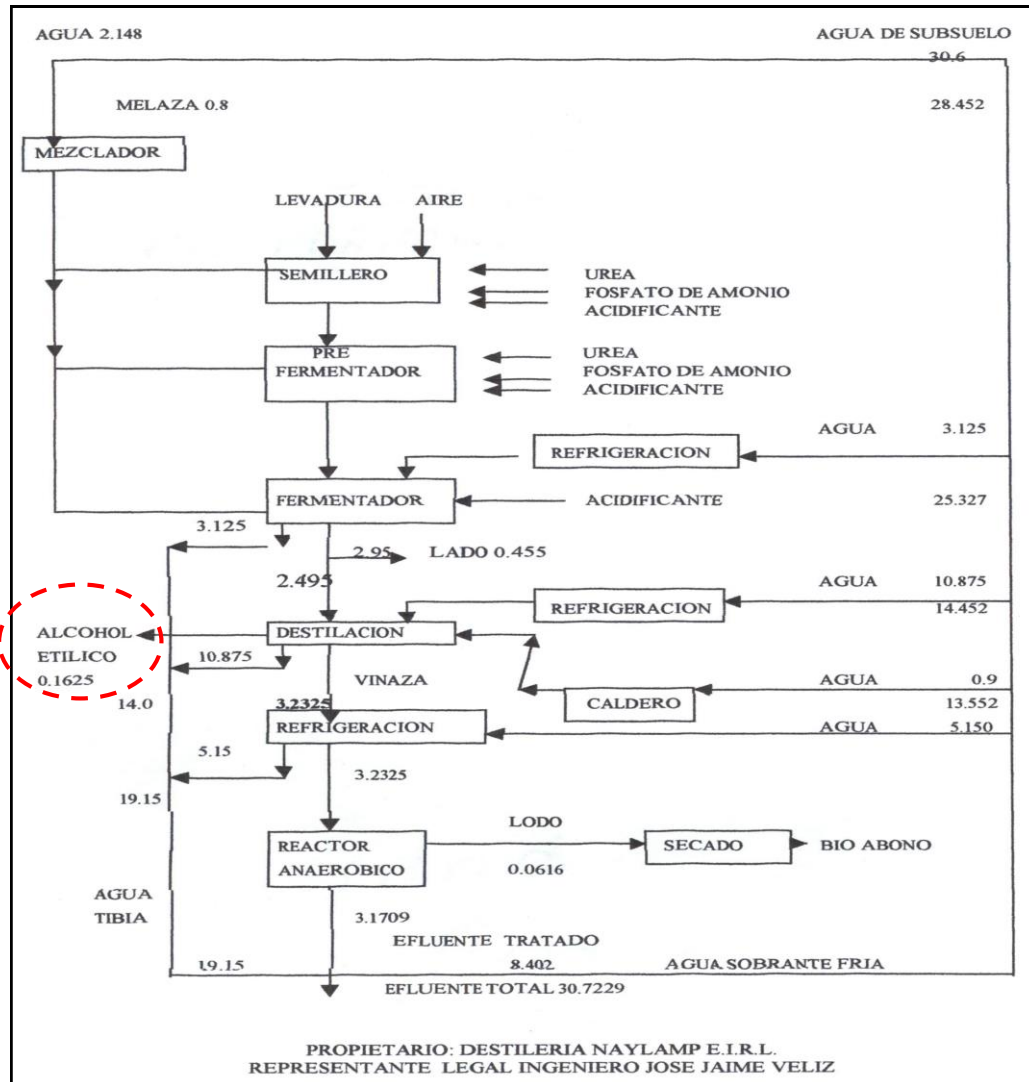 AGUA 2.148
AGUA DE SUBSUELO
30.6
MELAZA 0.8
28.452
MEZCLADOR
LEVADURA AIRE
SEMILLERO
UREA
FOSFATO DE AMONIO
ACIDIFICANTE
PRE
FERMENTADOR
UREA
FOSFATO DE AMONIO
ACIDIFICANTE
AGUA 3.125
REFRIGERACION
FERMENTADOR
ACIDIFICANTE
25.327
3.125
2.95
LADO 0.455
2.495
AGUA 10.875
REFRIGERACION
14.452
ALCOHOL
ETILICO
0.1625
DESTILACION
10.875
VINAZA
AGUA 0.9
CALDERO
13.552
14.0
3.2325
REFRIGERACION
AGUA 5.150
5.15
3.2325
19.15
LODO
REACTOR
ANAEROBICO
0.0616
SECADO
BIO ABONO
AGUA
TIBIA
3.1709
EFLUENTE TRATADO
19.15
8.402
AGUA SOBRANTE FRIA
EFLUENTE TOTAL 30.7229
PROPIETARIO: DESTILERIA NAYLAMP E.I.R.L.
REPRESENTANTE LEGAL INGENIERO JOSE JAIME VELIZ